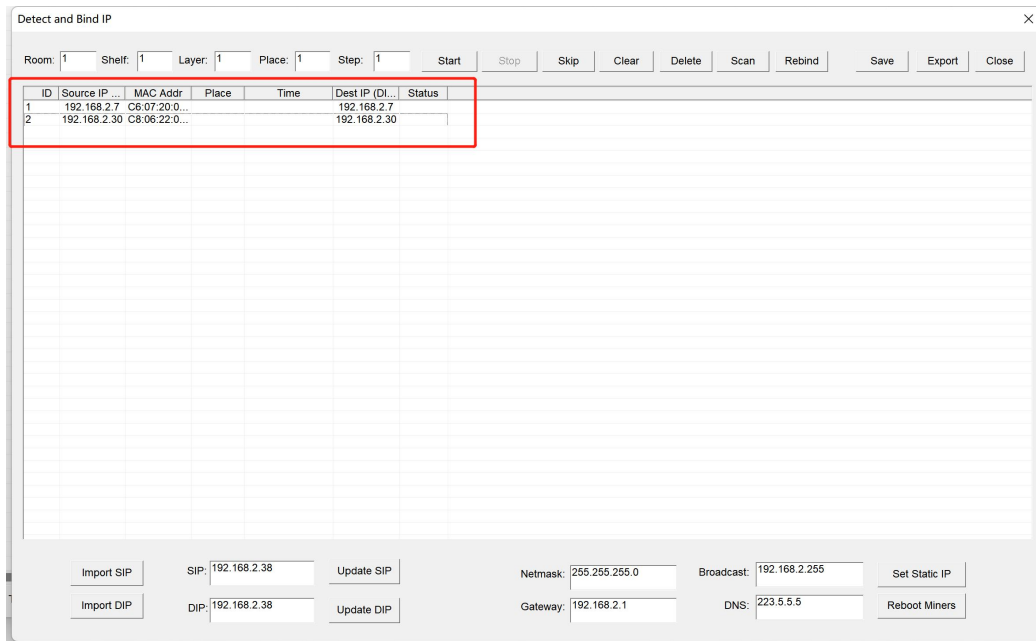 Detect and Bind IP
Room: 1 Shelf: 1 Layer: 1 Place: 1 Step: 1 Start Stop Skip Clear Delete Scan Rebind Save Export Close
ID Source IP ... MAC Addr Place Time Dest IP (DI... Status
1 192.168.2.7 C6:07:20:0... 192.168.2.7
2 192.168.2.30 C8:06:22:0... 192.168.2.30
Import SIP SIP: 192.168.2.38 Update SIP Netmask: 255.255.255.0 Broadcast: 192.168.2.255 Set Static IP
Import DIP DIP: 192.168.2.38 Update DIP Gateway: 192.168.2.1 DNS: 223.5.5.5 Reboot Miners